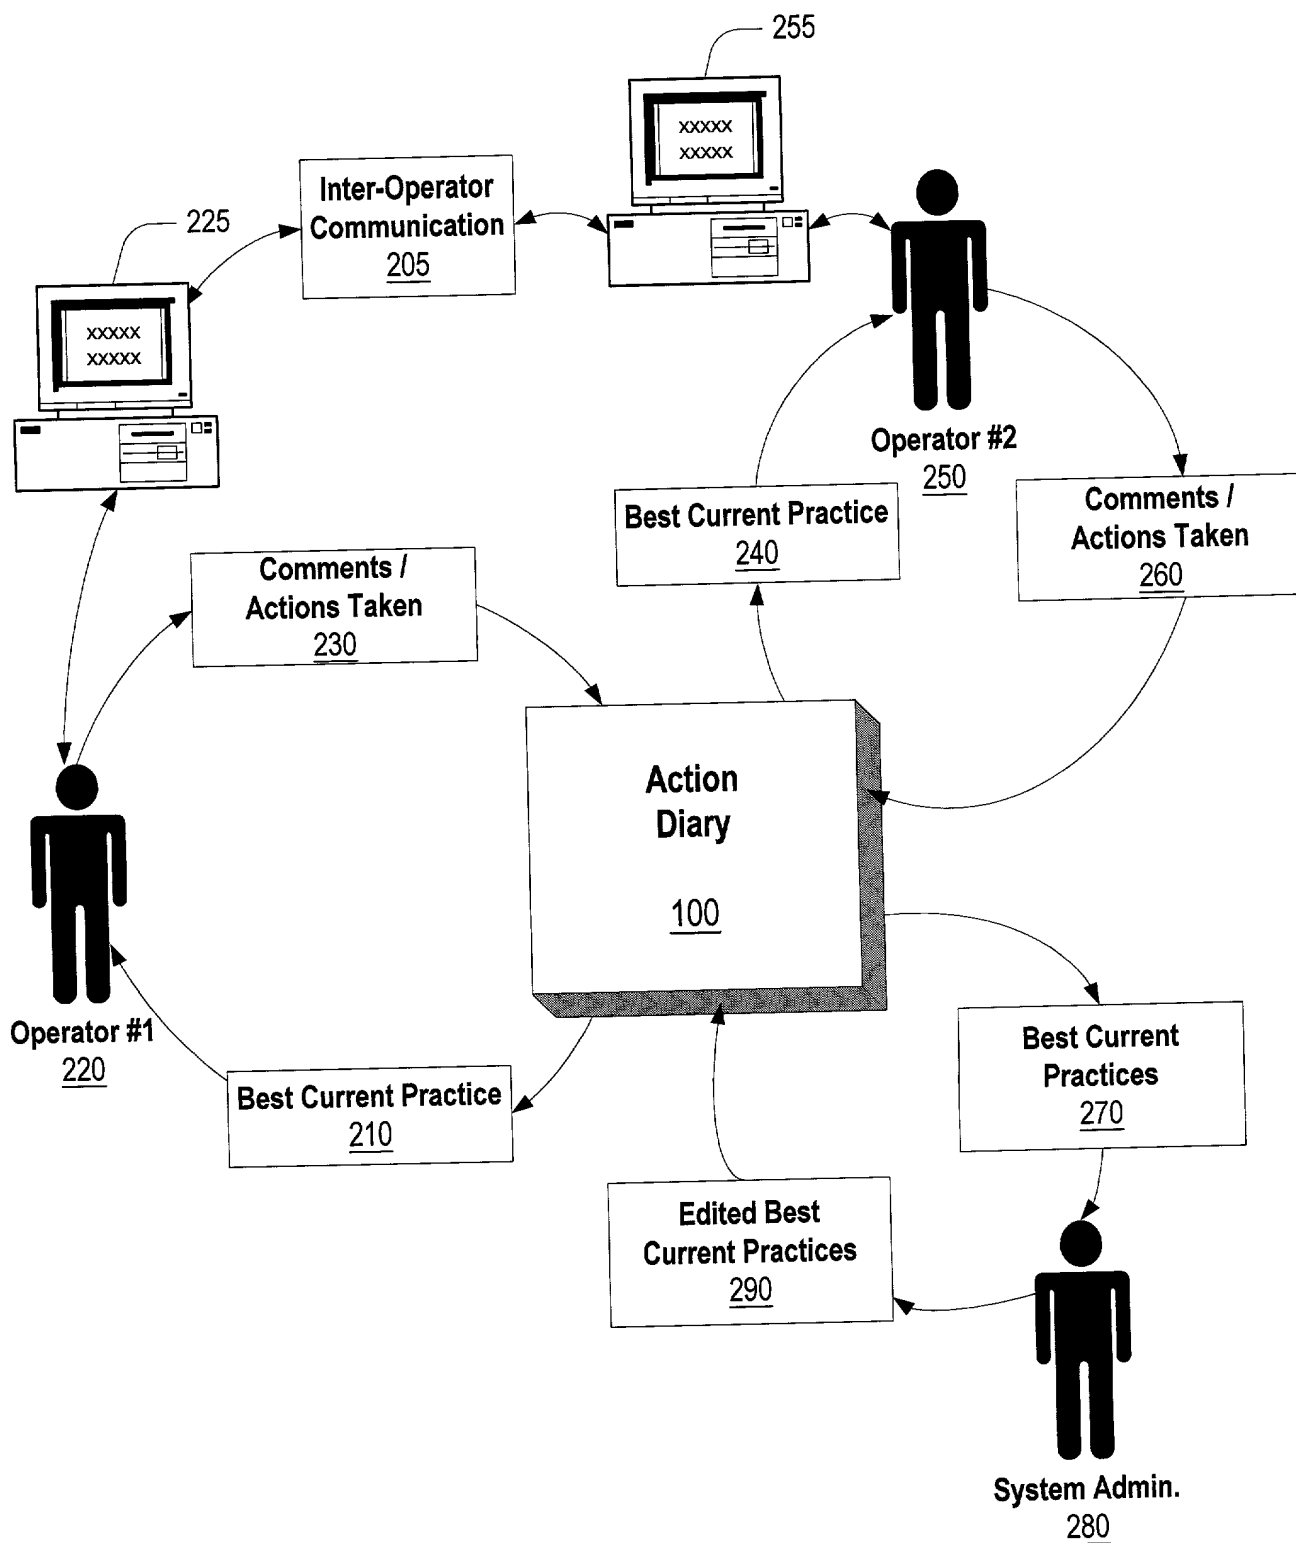 255
XXXXX
XXXXX
Inter-Operator
Communication
205
225
XXXXX
XXXXX
Operator #2
250
Best Current Practice
240
Comments /
Actions Taken
260
Comments /
Actions Taken
230
Action
Diary
100
Operator #1
220
Best Current Practice
210
Best Current
Practices
270
Edited Best
Current Practices
290
System Admin.
280